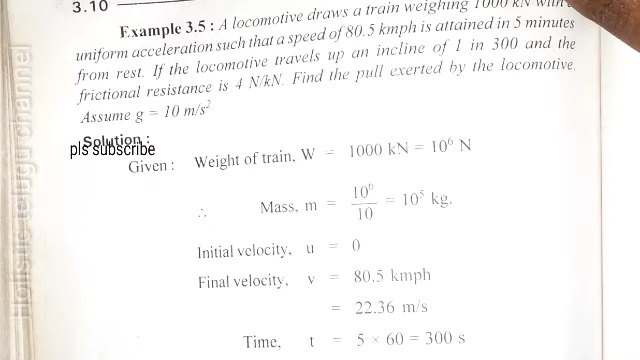 3.10
Example 3.5 : A locomotive draws a train weighing 1000 kN with a
uniform acceleration such that a speed of 80.5 kmph is attained in 5 minutes
from rest. If the locomotive travels up an incline of 1 in 300 and the
frictional resistance is 4 N/kN. Find the pull exerted by the locomotive.
Assume g = 10 m/s²
Solution :
pls subscribe
Given : Weight of train, W = 1000 kN = 10⁶ N
∴ Mass, m = 10⁶/10 = 10⁵ kg.
Initial velocity, u = 0
Final velocity, v = 80.5 kmph
= 22.36 m/s
Time, t = 5 × 60 = 300 s
Holistic telugu channel